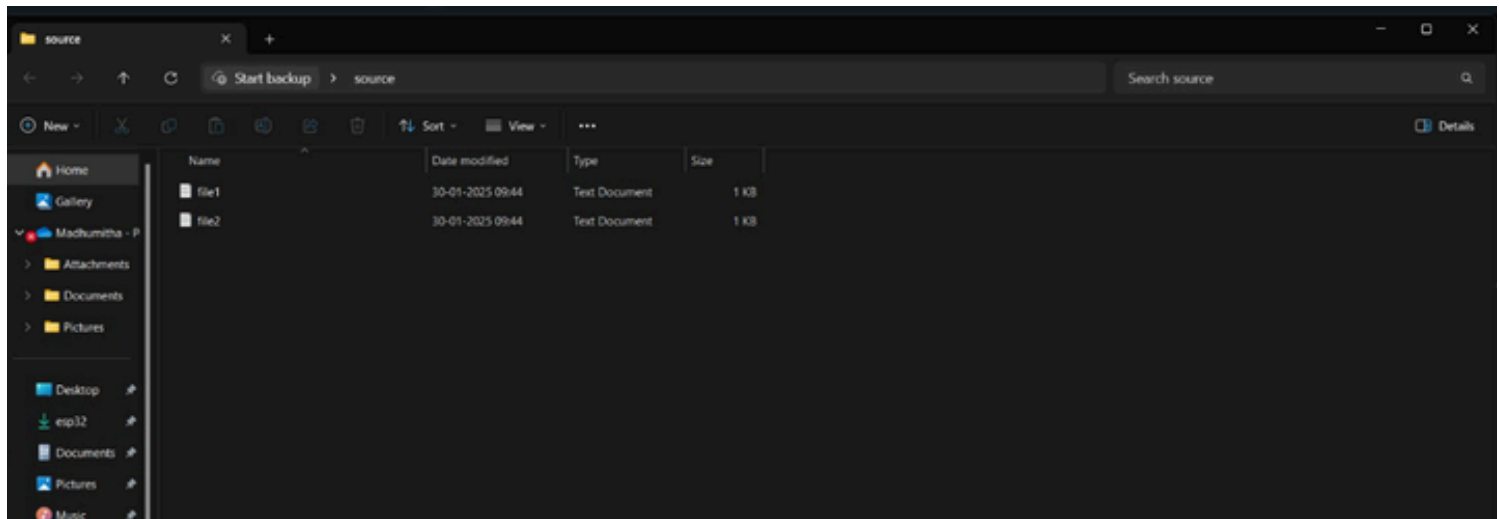 source
Start backup > source
Search source
New
Sort
View
Details
Name Date modified Type Size
file1 30-01-2025 09:44 Text Document 1 KB
file2 30-01-2025 09:44 Text Document 1 KB
Home
Gallery
Madhumitha - P
Attachments
Documents
Pictures
Desktop
esp32
Documents
Pictures
Music